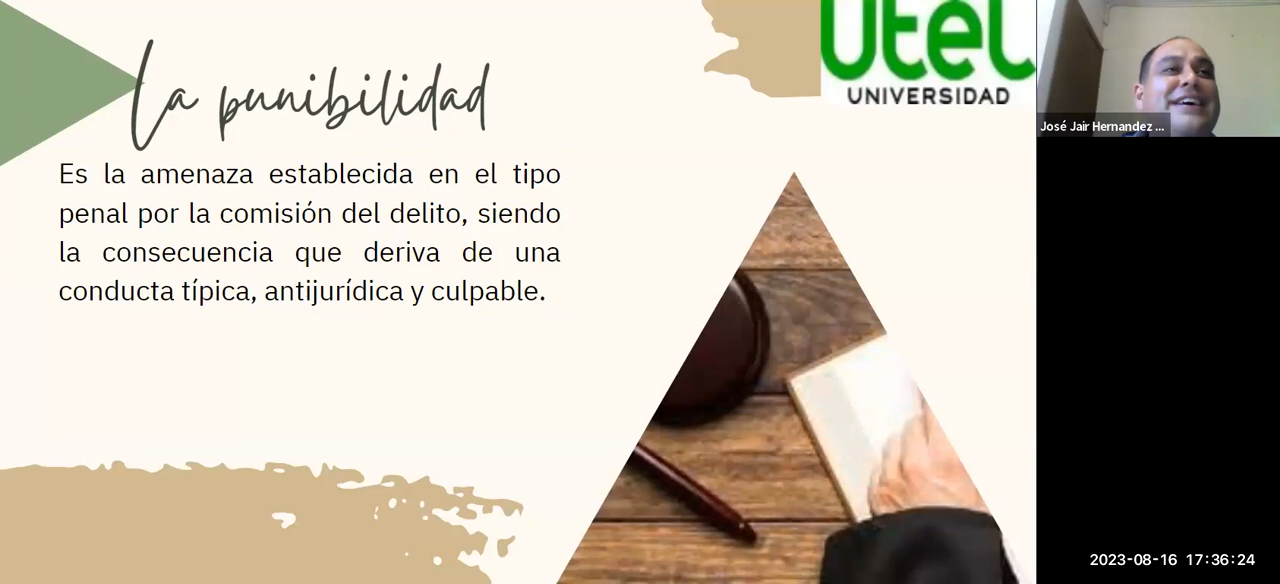 La punibilidad
Es la amenaza establecida en el tipo
penal por la comisión del delito, siendo
la consecuencia que deriva de una
conducta típica, antijurídica y culpable.
Utel
UNIVERSIDAD
José Jair Hernandez ...
2023-08-16 17:36:24